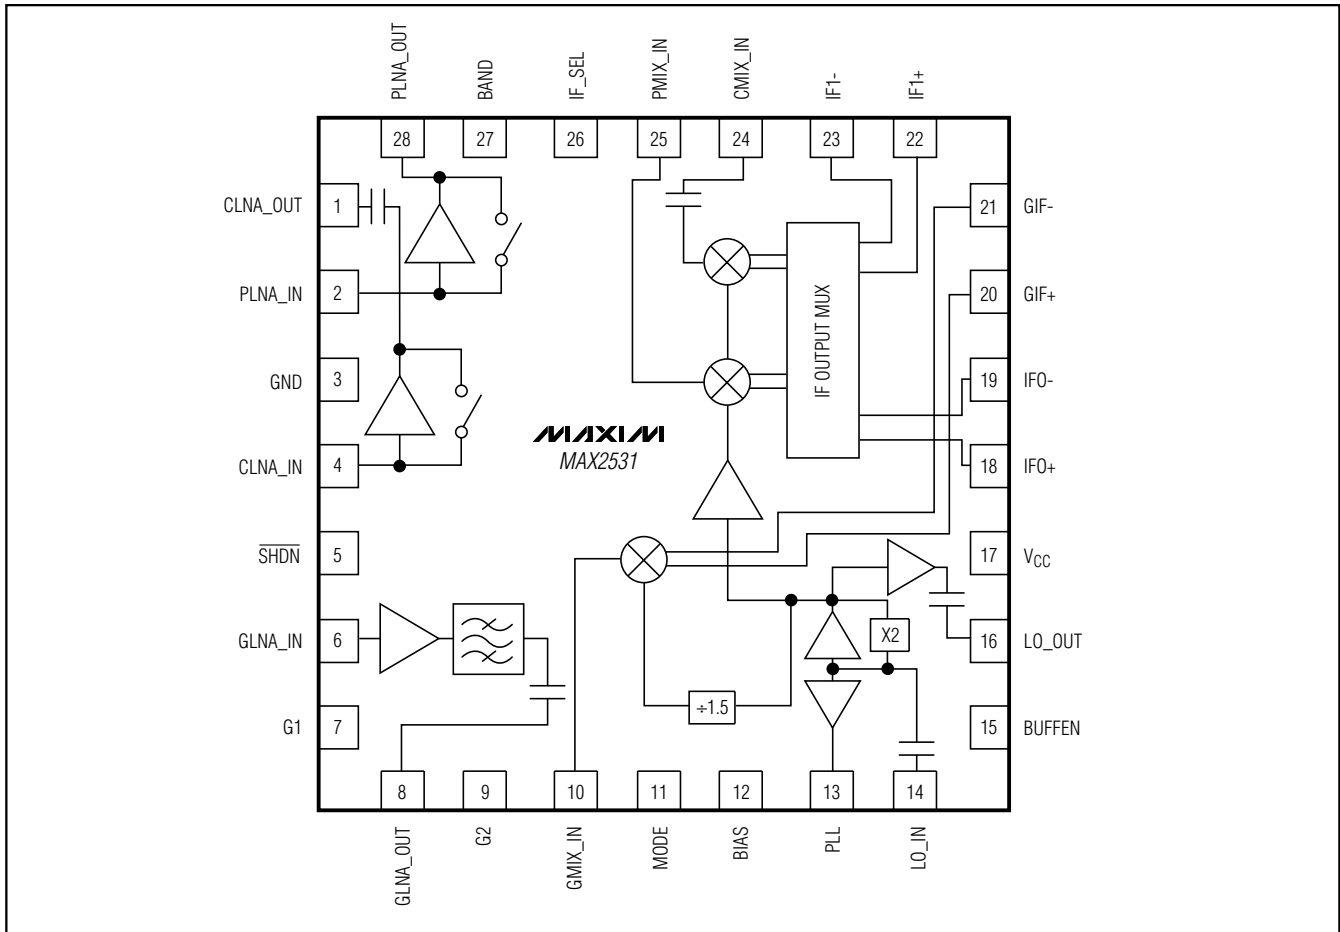 PLNA_OUT
BAND
IF_SEL
PMIX_IN
CMIX_IN
IF1-
IF1+
28
27
26
25
24
23
22
CLNA_OUT
1
21
GIF-
PLNA_IN
2
20
GIF+
IF OUTPUT MUX
GND
3
19
IF0-
MAXIM
MAX2531
CLNA_IN
4
18
IF0+
SHDN
5
17
VCC
GLNA_IN
6
X2
16
LO_OUT
÷1.5
G1
7
15
BUFFEN
8
9
10
11
12
13
14
GLNA_OUT
G2
GMIX_IN
MODE
BIAS
PLL
LO_IN